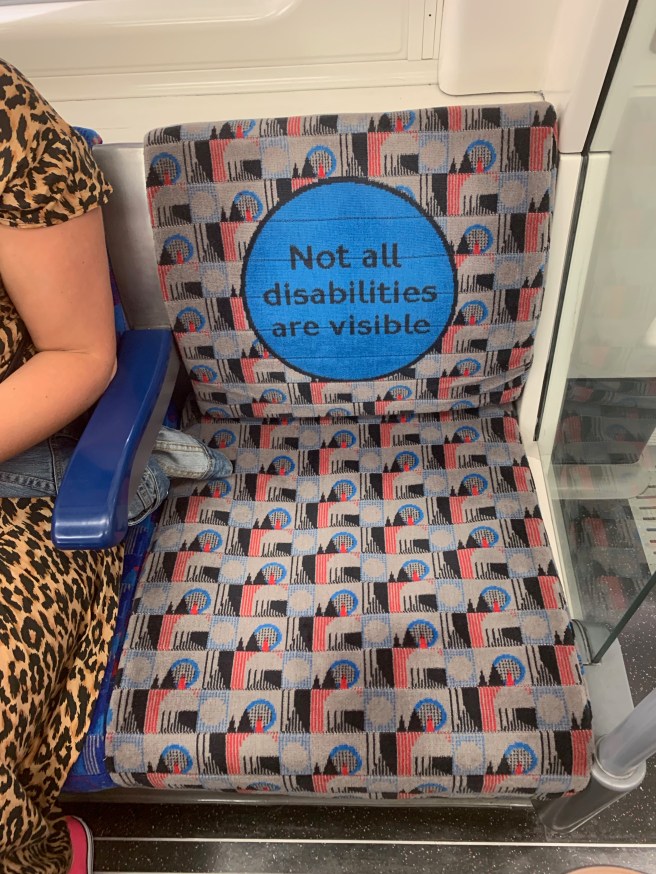 Not all
disabilities
are visible